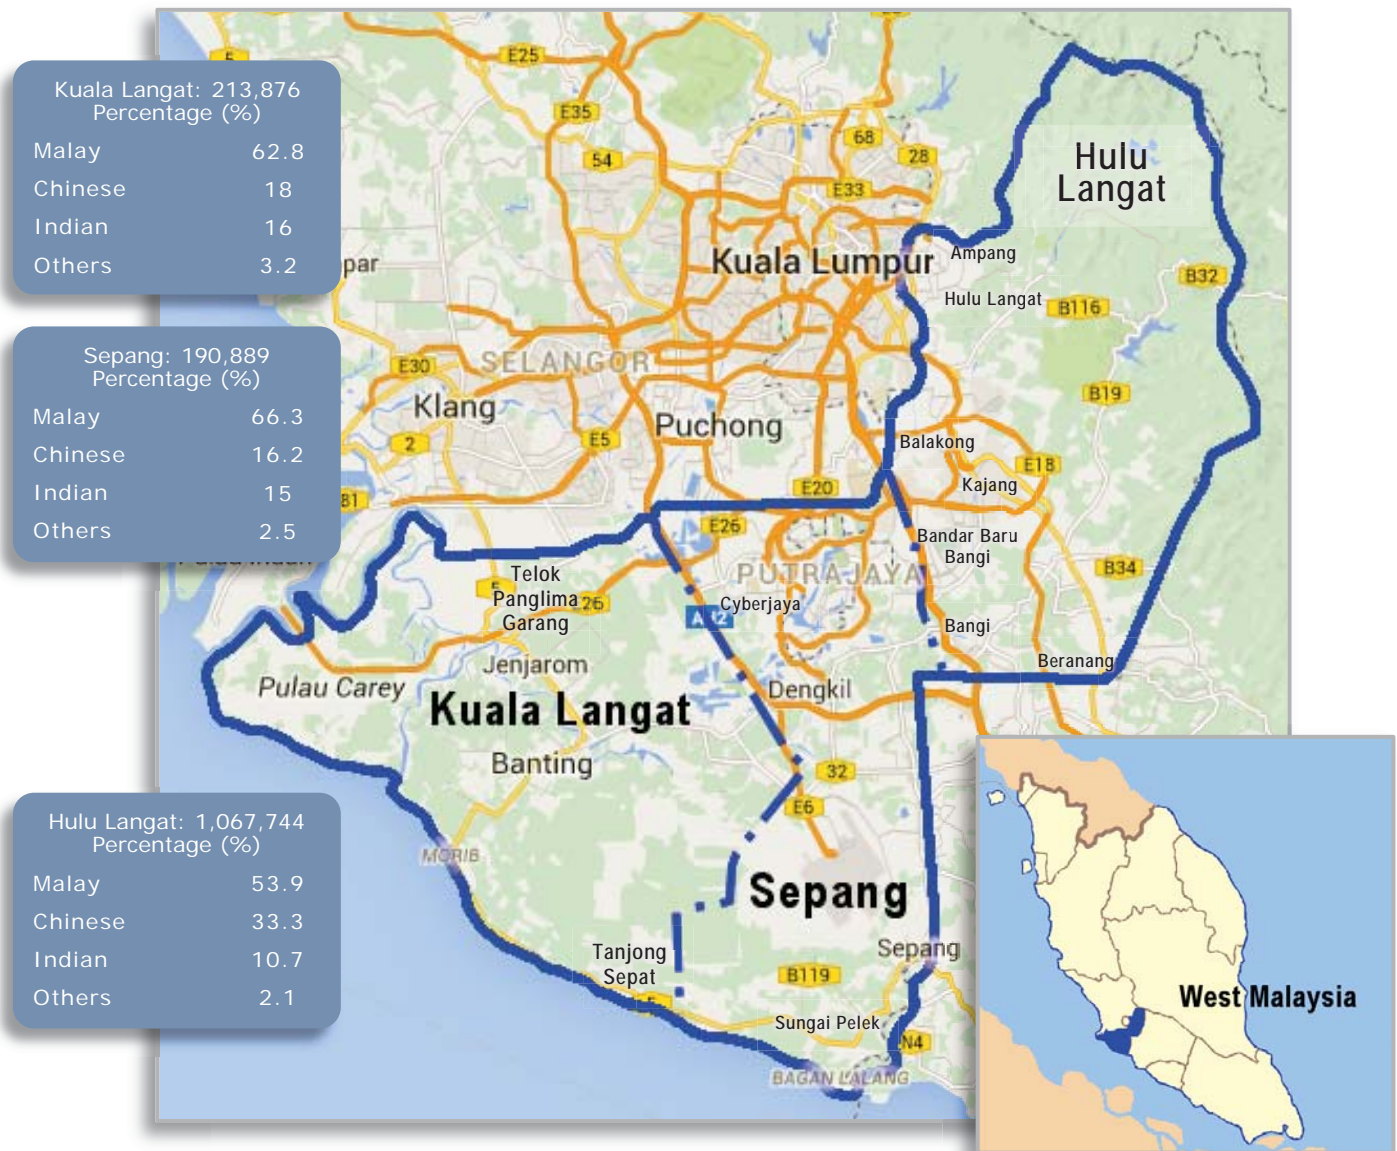 Kuala Langat: 213,876
Percentage (%)
Malay 62.8
Chinese 18
Indian 16
Others 3.2
Sepang: 190,889
Percentage (%)
Malay 66.3
Chinese 16.2
Indian 15
Others 2.5
Hulu Langat: 1,067,744
Percentage (%)
Malay 53.9
Chinese 33.3
Indian 10.7
Others 2.1
5
E25
E35
54
68
28
E33
Hulu
Langat
Kuala Lumpur
Ampang
par
B32
Hulu Langat
B116
E30
SELANGOR
B19
Klang
Puchong
2
E5
Balakong
E18
Kajang
E20
B1
E26
Bandar Baru
Bangi
B34
Telok
Panglima
Garang
5
26
PUTRAJAYA
Cyberjaya
Bangi
Beranang
Jenjarom
Pulau Carey
Dengkil
Kuala Langat
Banting
32
E6
MORIB
Sepang
Sepang
Tanjong
Sepat
B119
5
Sungai Pelek
N4
BAGAN LALANG
West Malaysia